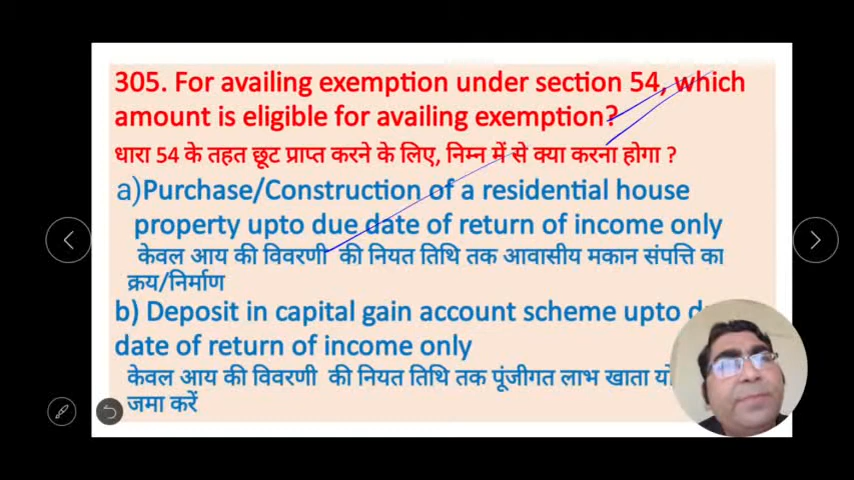 305. For availing exemption under section 54, which
amount is eligible for availing exemption?
धारा 54 के तहत छूट प्राप्त करने के लिए, निम्न में से क्या करना होगा ?
a)Purchase/Construction of a residential house
property upto due date of return of income only
केवल आय की विवरणी की नियत तिथि तक आवासीय मकान संपत्ति का
क्रय/निर्माण
b) Deposit in capital gain account scheme upto
date of return of income only
केवल आय की विवरणी की नियत तिथि तक पूंजीगत लाभ खाता
जमा करें